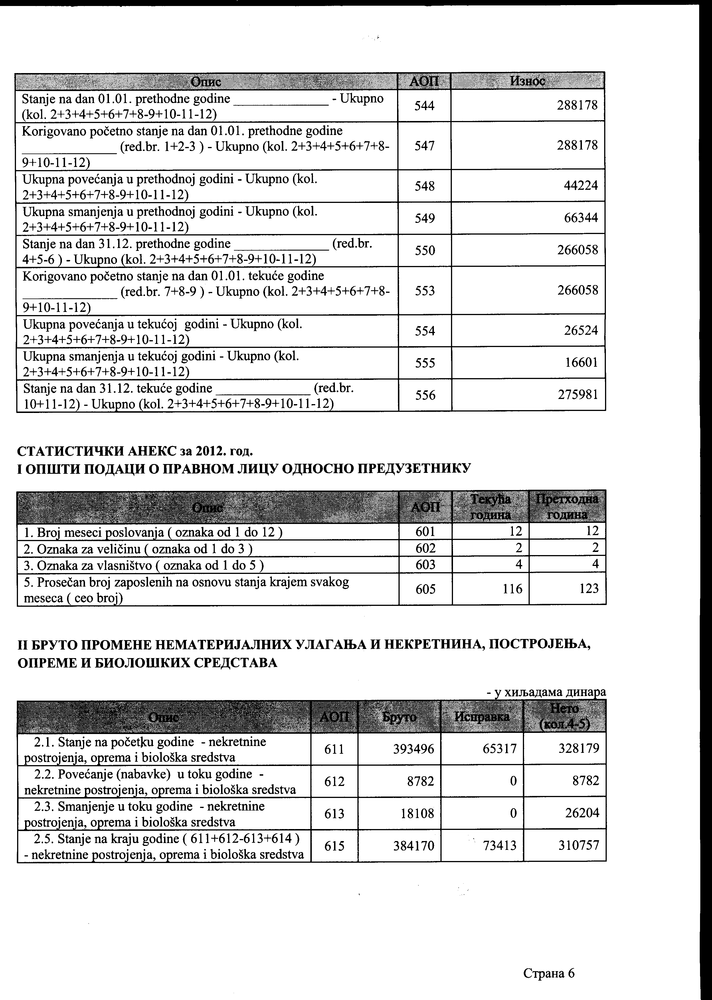 Опис АОП Износ
Stanje na dan 01.01. prethodne godine _______________ - Ukupno
(kol. 2+3+4+5+6+7+8-9+10-11-12) 544 288178
Korigovano početno stanje na dan 01.01. prethodne godine
_______________ (red.br. 1+2-3 ) - Ukupno (kol. 2+3+4+5+6+7+8- 547 288178
9+10-11-12)
Ukupna povećanja u prethodnoj godini - Ukupno (kol.
2+3+4+5+6+7+8-9+10-11-12) 548 44224
Ukupna smanjenja u prethodnoj godini - Ukupno (kol.
2+3+4+5+6+7+8-9+10-11-12) 549 66344
Stanje na dan 31.12. prethodne godine _______________ (red.br.
4+5-6 ) - Ukupno (kol. 2+3+4+5+6+7+8-9+10-11-12) 550 266058
Korigovano početno stanje na dan 01.01. tekuće godine
_______________ (red.br. 7+8-9 ) - Ukupno (kol. 2+3+4+5+6+7+8- 553 266058
9+10-11-12)
Ukupna povećanja u tekućoj godini - Ukupno (kol.
2+3+4+5+6+7+8-9+10-11-12) 554 26524
Ukupna smanjenja u tekućoj godini - Ukupno (kol.
2+3+4+5+6+7+8-9+10-11-12) 555 16601
Stanje na dan 31.12. tekuće godine _______________ (red.br.
10+11-12) - Ukupno (kol. 2+3+4+5+6+7+8-9+10-11-12) 556 275981
СТАТИСТИЧКИ АНЕКС за 2012. год.
I ОПШТИ ПОДАЦИ О ПРАВНОМ ЛИЦУ ОДНОСНО ПРЕДУЗЕТНИКУ
Опис АОП Текућа година Претходна година
1. Broj meseci poslovanja ( oznaka od 1 do 12 ) 601 12 12
2. Oznaka za veličinu ( oznaka od 1 do 3 ) 602 2 2
3. Oznaka za vlasništvo ( oznaka od 1 do 5 ) 603 4 4
5. Prosečan broj zaposlenih na osnovu stanja krajem svakog
meseca ( ceo broj) 605 116 123
II БРУТО ПРОМЕНЕ НЕМАТЕРИЈАЛНИХ УЛАГАЊА И НЕКРЕТНИНА, ПОСТРОЈЕЊА,
ОПРЕМЕ И БИОЛОШКИХ СРЕДСТАВА
- у хиљадама динара
Опис АОП Бруто Исправка Нето (кол.4-5)
2.1. Stanje na početku godine - nekretnine
postrojenja, oprema i biološka sredstva 611 393496 65317 328179
2.2. Povećanje (nabavke) u toku godine -
nekretnine postrojenja, oprema i biološka sredstva 612 8782 0 8782
2.3. Smanjenje u toku godine - nekretnine
postrojenja, oprema i biološka sredstva 613 18108 0 26204
2.5. Stanje na kraju godine ( 611+612-613+614 )
- nekretnine postrojenja, oprema i biološka sredstva 615 384170 73413 310757
Страна 6